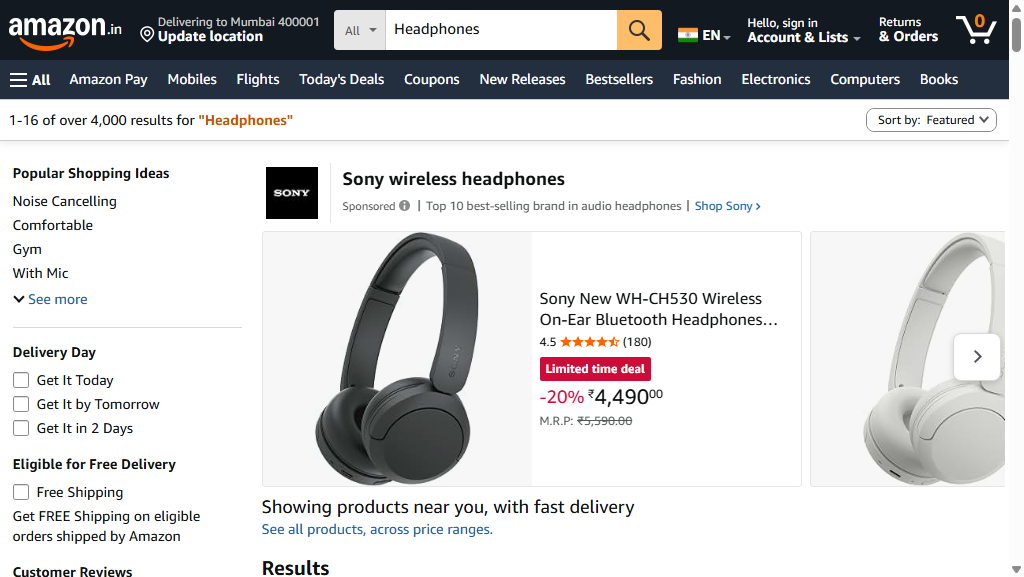 amazon.in
Delivering to Mumbai 400001
Update location
All
Headphones
EN
Hello, sign in
Account & Lists
Returns
& Orders
0
All
Amazon Pay
Mobiles
Flights
Today's Deals
Coupons
New Releases
Bestsellers
Fashion
Electronics
Computers
Books
1-16 of over 4,000 results for "Headphones"
Sort by: Featured
Popular Shopping Ideas
Noise Cancelling
Comfortable
Gym
With Mic
See more
Delivery Day
Get It Today
Get It by Tomorrow
Get It in 2 Days
Eligible for Free Delivery
Free Shipping
Get FREE Shipping on eligible
orders shipped by Amazon
Customer Reviews
SONY
Sony wireless headphones
Sponsored | Top 10 best-selling brand in audio headphones | Shop Sony
SONY
Sony New WH-CH530 Wireless
On-Ear Bluetooth Headphones…
4.5 (180)
Limited time deal
-20% ₹4,49000
M.R.P: ₹5,590.00
Showing products near you, with fast delivery
See all products, across price ranges.
Results